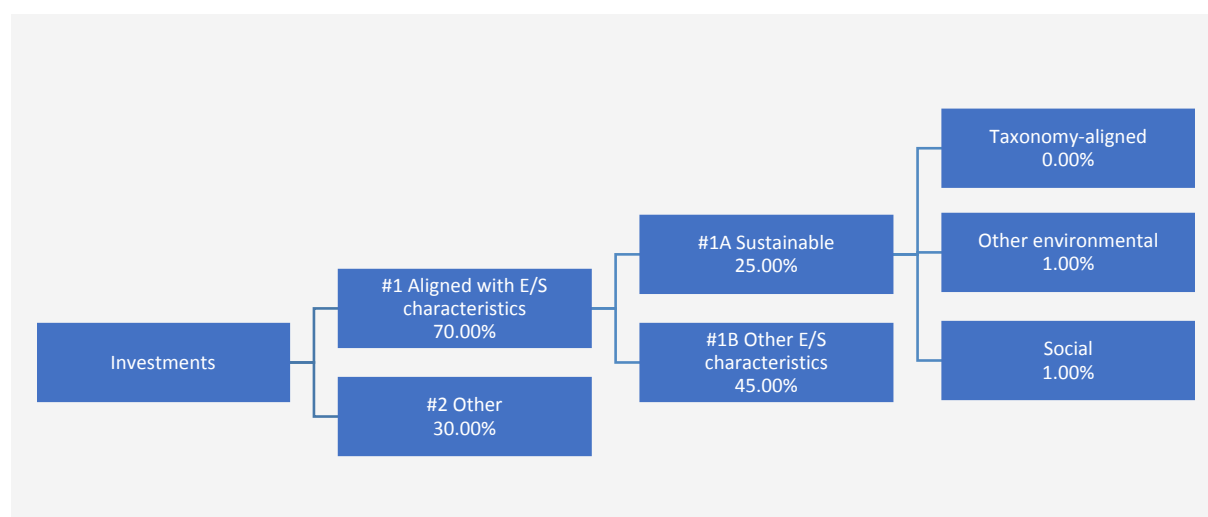 Investments
#1 Aligned with E/S
characteristics
70.00%
#2 Other
30.00%
#1A Sustainable
25.00%
#1B Other E/S
characteristics
45.00%
Taxonomy-aligned
0.00%
Other environmental
1.00%
Social
1.00%